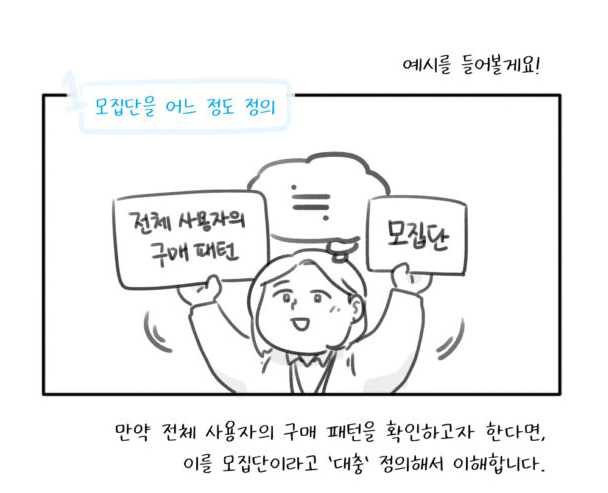 예시를 들어볼게요!
1
모집단을 어느 정도 정의
전체 사용자의
구매 패턴
≒
모집단
만약 전체 사용자의 구매 패턴을 확인하고자 한다면,
이를 모집단이라고 '대충' 정의해서 이해합니다.